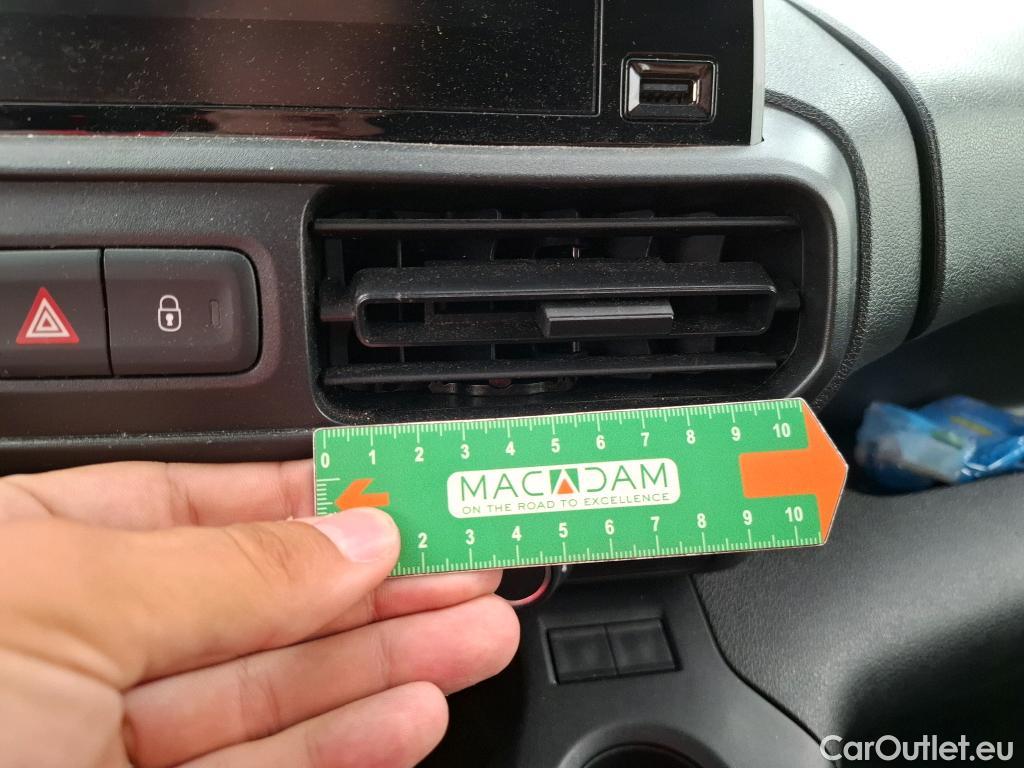 0 1 2 3 4 5 6 7 8 9 10
MACADAM
ON THE ROAD TO EXCELLENCE
2 3 4 5 6 7 8 9 10
CarOutlet.eu